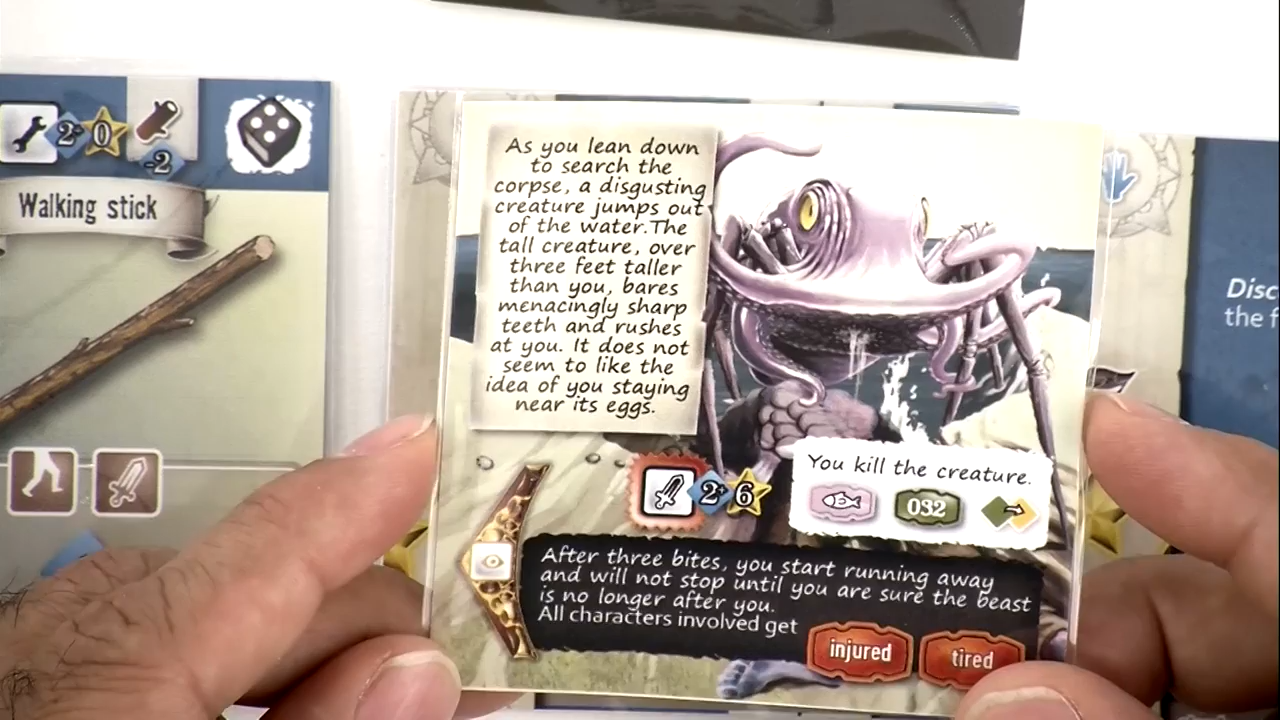 2+ 0
-2
Walking stick
As you lean down
to search the
corpse, a disgusting
creature jumps out
of the water.The
tall creature, over
three feet taller
than you, bares
menacingly sharp
teeth and rushes
at you. It does not
seem to like the
idea of you staying
near its eggs.
2+ 6
You kill the creature.
032
After three bites, you start running away
and will not stop until you are sure the beast
is no longer after you.
All characters involved get
injured tired
Disc
the f